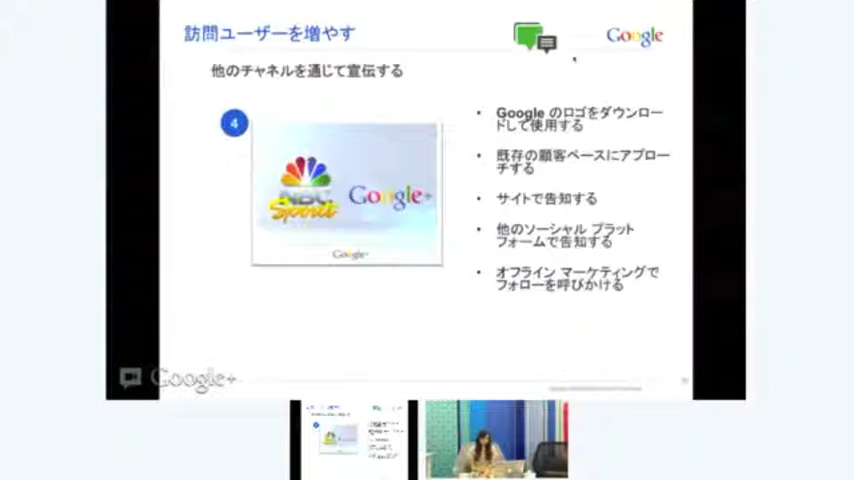 訪問ユーザーを増やす
Google
他のチャネルを通じて宣伝する
4
NBC
Sports
Google+
Google+
• Google のロゴをダウンロー
ドして使用する
• 既存の顧客ベースにアプロー
チする
• サイトで告知する
• 他のソーシャル プラット
フォームで告知する
• オフライン マーケティングで
フォローを呼びかける
Google+